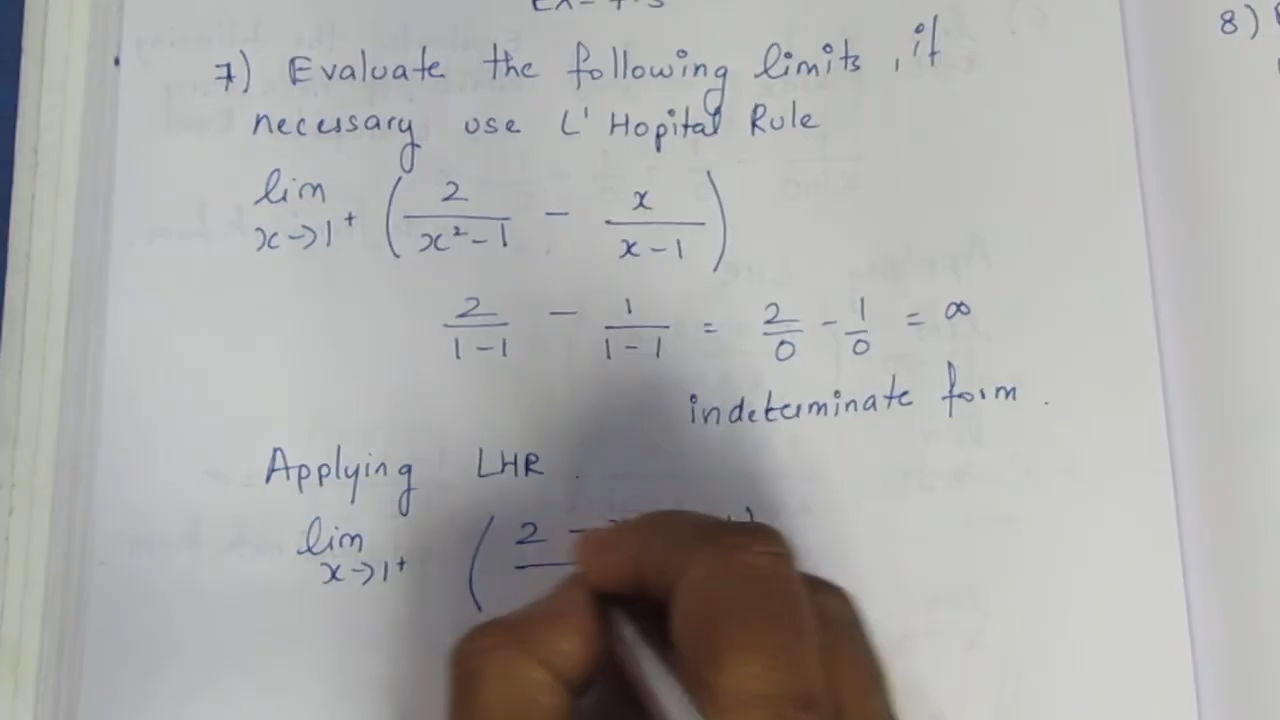 7) Evaluate the following limits, if
necessary use L' Hopital Rule
lim x→1⁺ ( 2/(x²-1) - x/(x-1) )
2/(1-1) - 1/(1-1) = 2/0 - 1/0 = ∞
indeterminate form.
Applying LHR.
lim x→1⁺ ( 2 -
8)